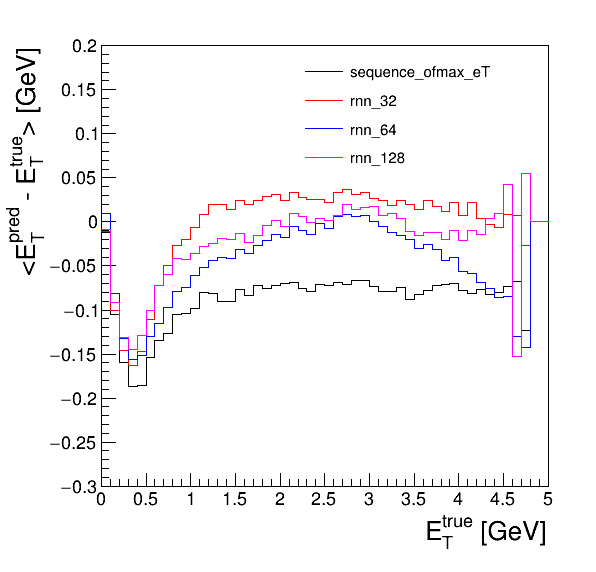 <E_T^pred - E_T^true> [GeV]
0.2
0.15
0.1
0.05
0
−0.05
−0.1
−0.15
−0.2
−0.25
−0.3
sequence_ofmax_eT
rnn_32
rnn_64
rnn_128
0 0.5 1 1.5 2 2.5 3 3.5 4 4.5 5
E_T^true [GeV]